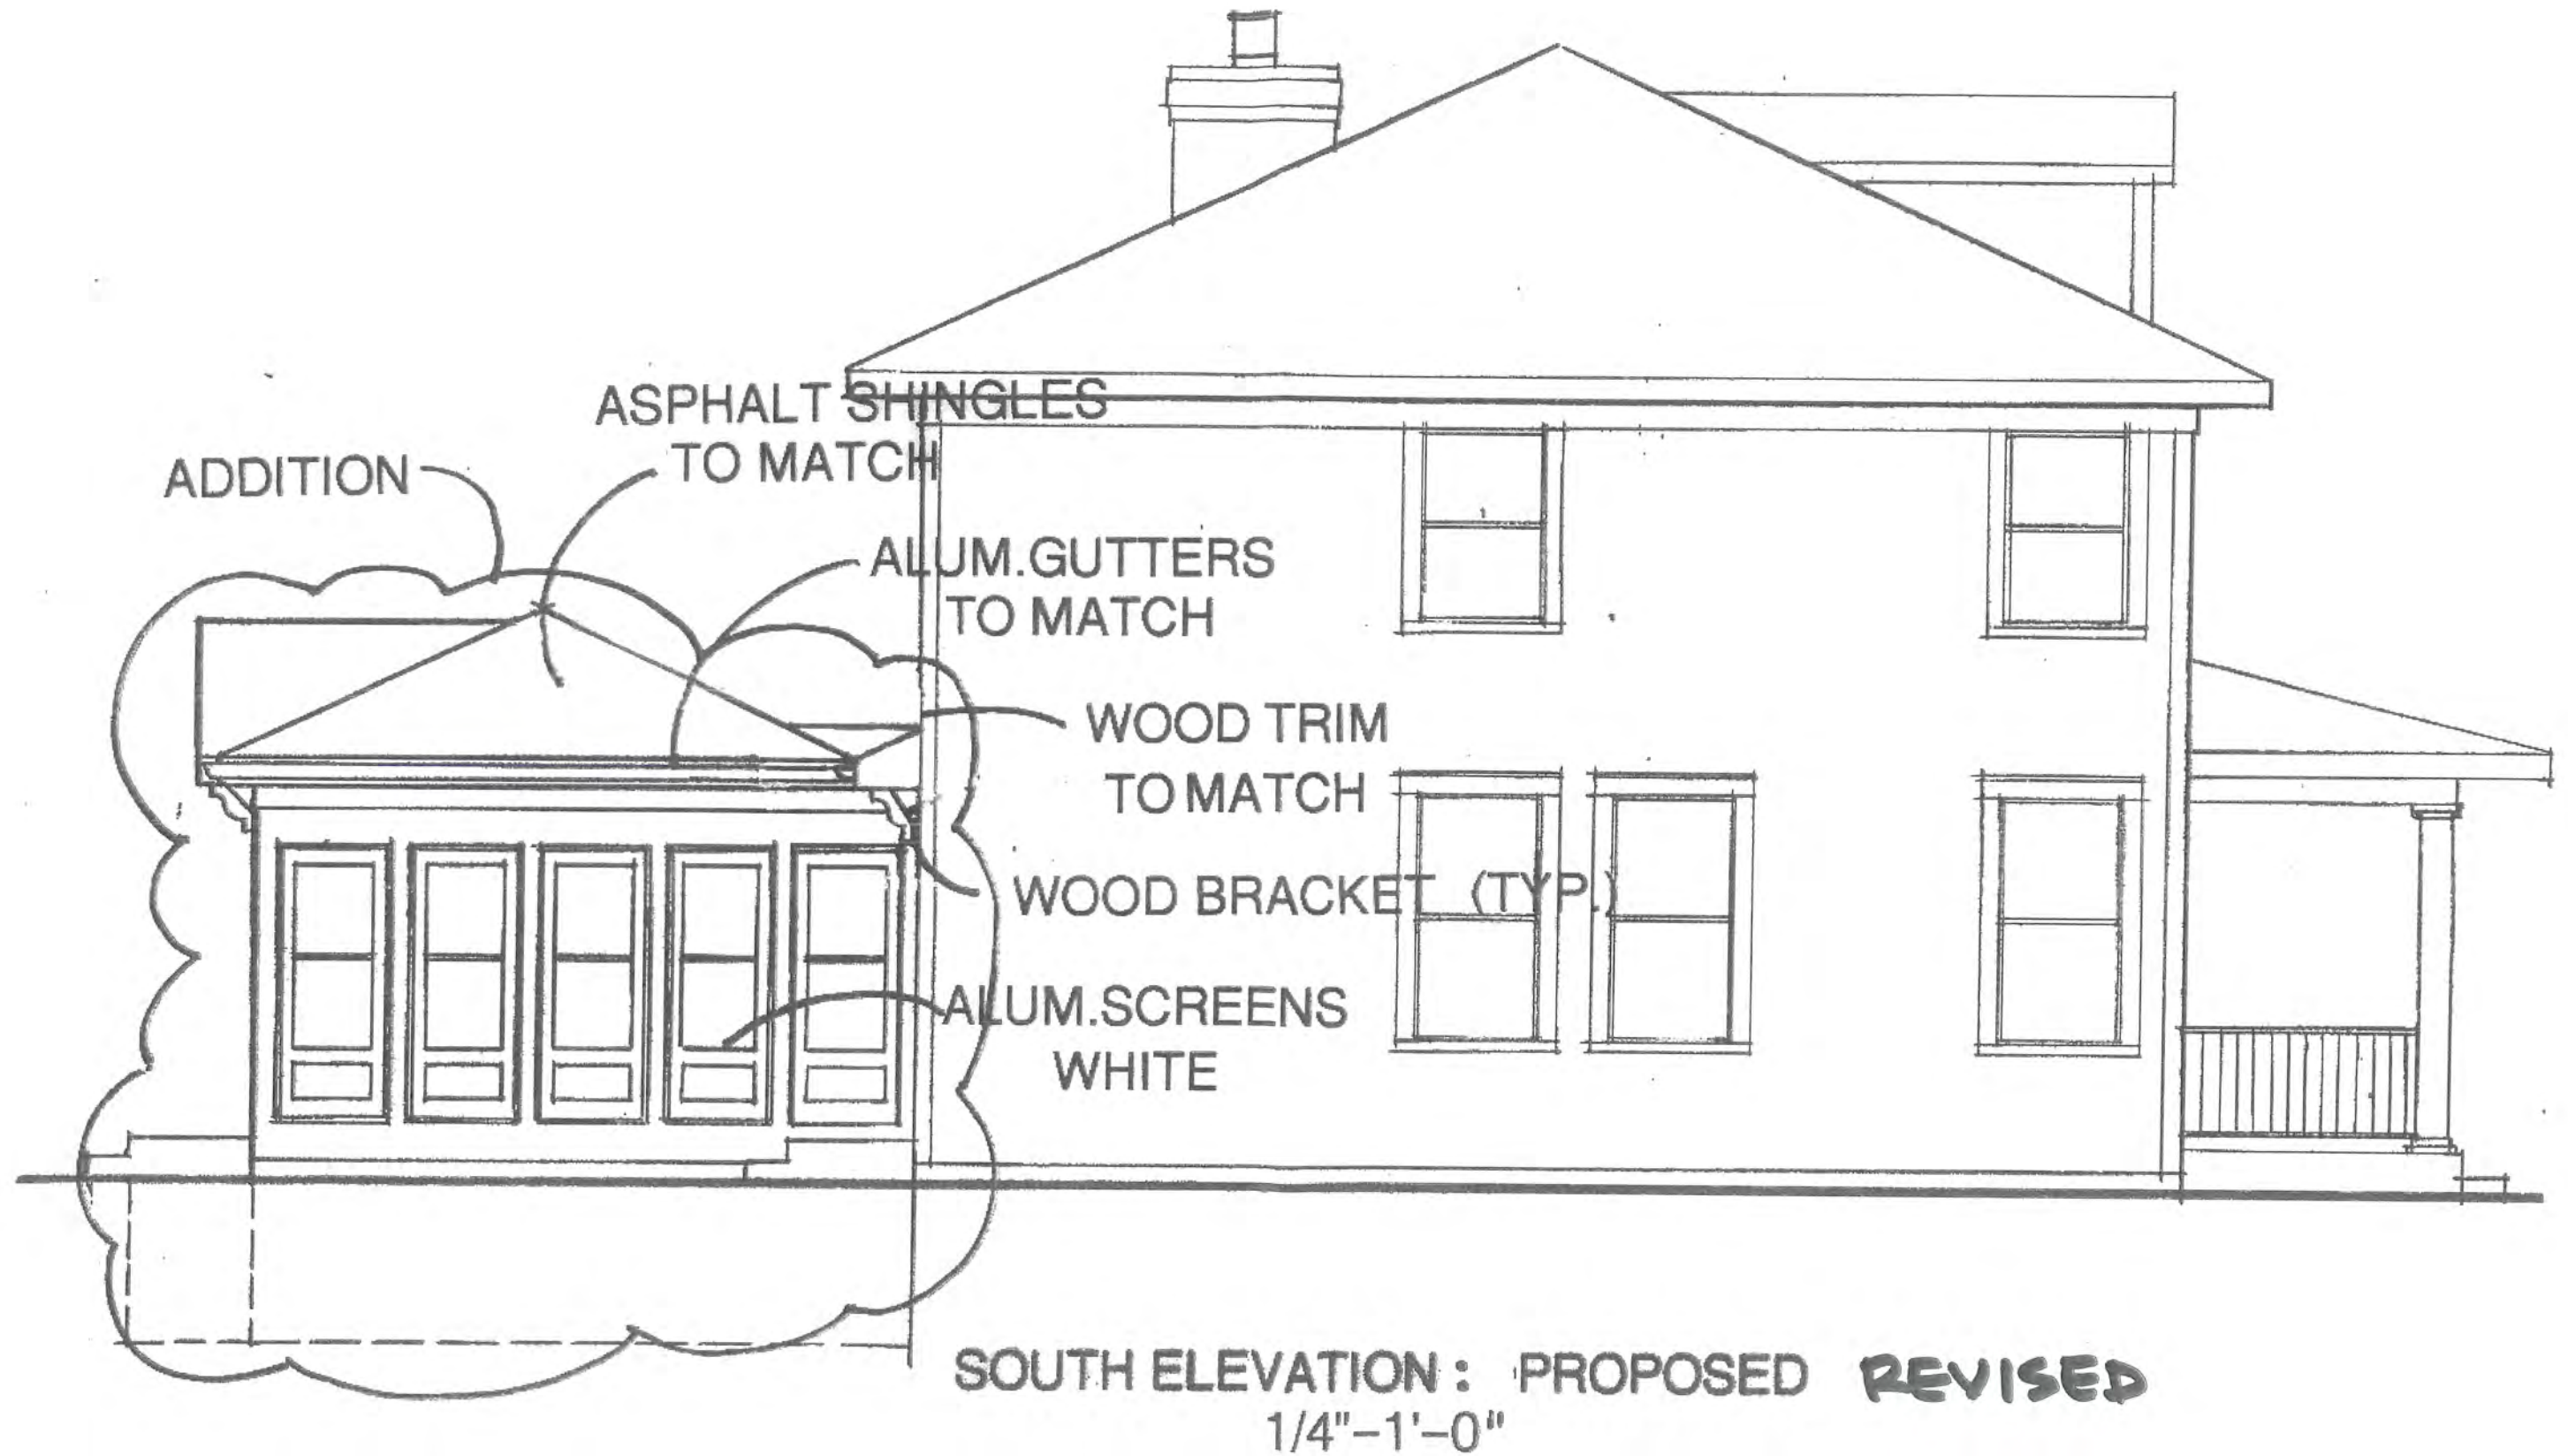 ASPHALT SHINGLES
TO MATCH
ADDITION
ALUM.GUTTERS
TO MATCH
WOOD TRIM
TO MATCH
WOOD BRACKET (TYP.)
ALUM.SCREENS
WHITE
SOUTH ELEVATION: PROPOSED REVISED
1/4"-1'-0"